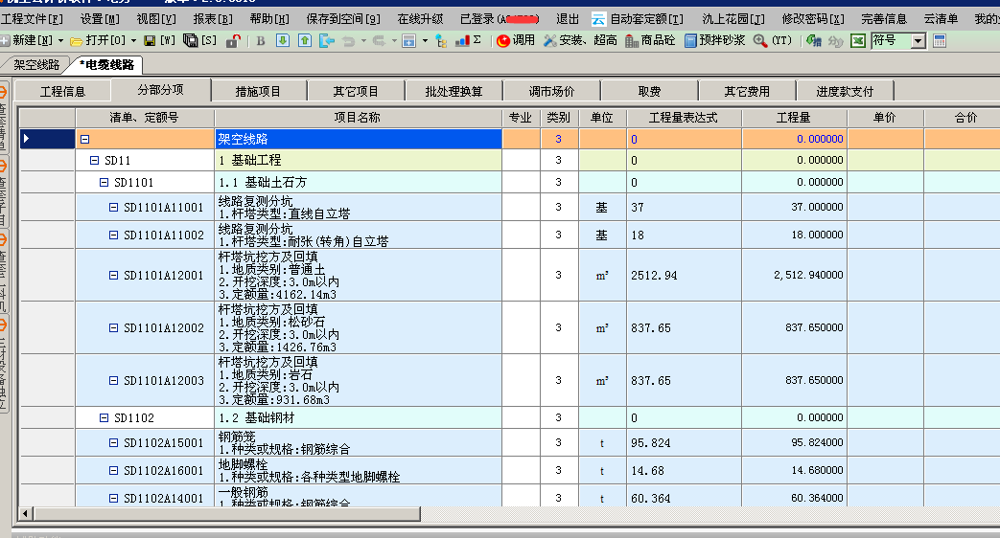 工程文件[F] 设置[M] 视图[V] 报表[B] 帮助[H] 保存到空间[Q] 在线升级 已登录 退出 云 自动套定额[T] 沈上花园[J] 修改密码[X] 完善信息 云清单 我的
新建[N] 打开[O] [W] [S] B Σ 调用 安装、超高 商品砼 预拌砂浆 (YT) 符号
架空线路 *电缆线路
工程信息 分部分项 措施项目 其它项目 批处理换算 调市场价 取费 其它费用 进度款支付
清单、定额号 项目名称 专业 类别 单位 工程量表达式 工程量 单价 合价
架空线路 3 0 0.000000
SD11 1 基础工程 3 0 0.000000
SD1101 1.1 基础土石方 3 0 0.000000
SD1101A11001 线路复测分坑 3 基 37 37.000000
1.杆塔类型:直线自立塔
SD1101A11002 线路复测分坑 3 基 18 18.000000
1.杆塔类型:耐张(转角)自立塔
杆塔坑挖方及回填
1.地质类别:普通土
SD1101A12001 3 m³ 2512.94 2,512.940000
2.开挖深度:3.0m以内
3.定额量:4162.14m3
杆塔坑挖方及回填
1.地质类别:松砂石
SD1101A12002 3 m³ 837.65 837.650000
2.开挖深度:3.0m以内
3.定额量:1426.76m3
杆塔坑挖方及回填
1.地质类别:岩石
SD1101A12003 3 m³ 837.65 837.650000
2.开挖深度:3.0m以内
3.定额量:931.68m3
SD1102 1.2 基础钢材 3 0 0.000000
SD1102A15001 钢筋笼 3 t 95.824 95.824000
1.种类或规格:钢筋综合
SD1102A16001 地脚螺栓 3 t 14.68 14.680000
1.种类或规格:各种类型地脚螺栓
SD1102A14001 一般钢筋 3 t 60.364 60.364000
1.种类或规格:钢筋综合